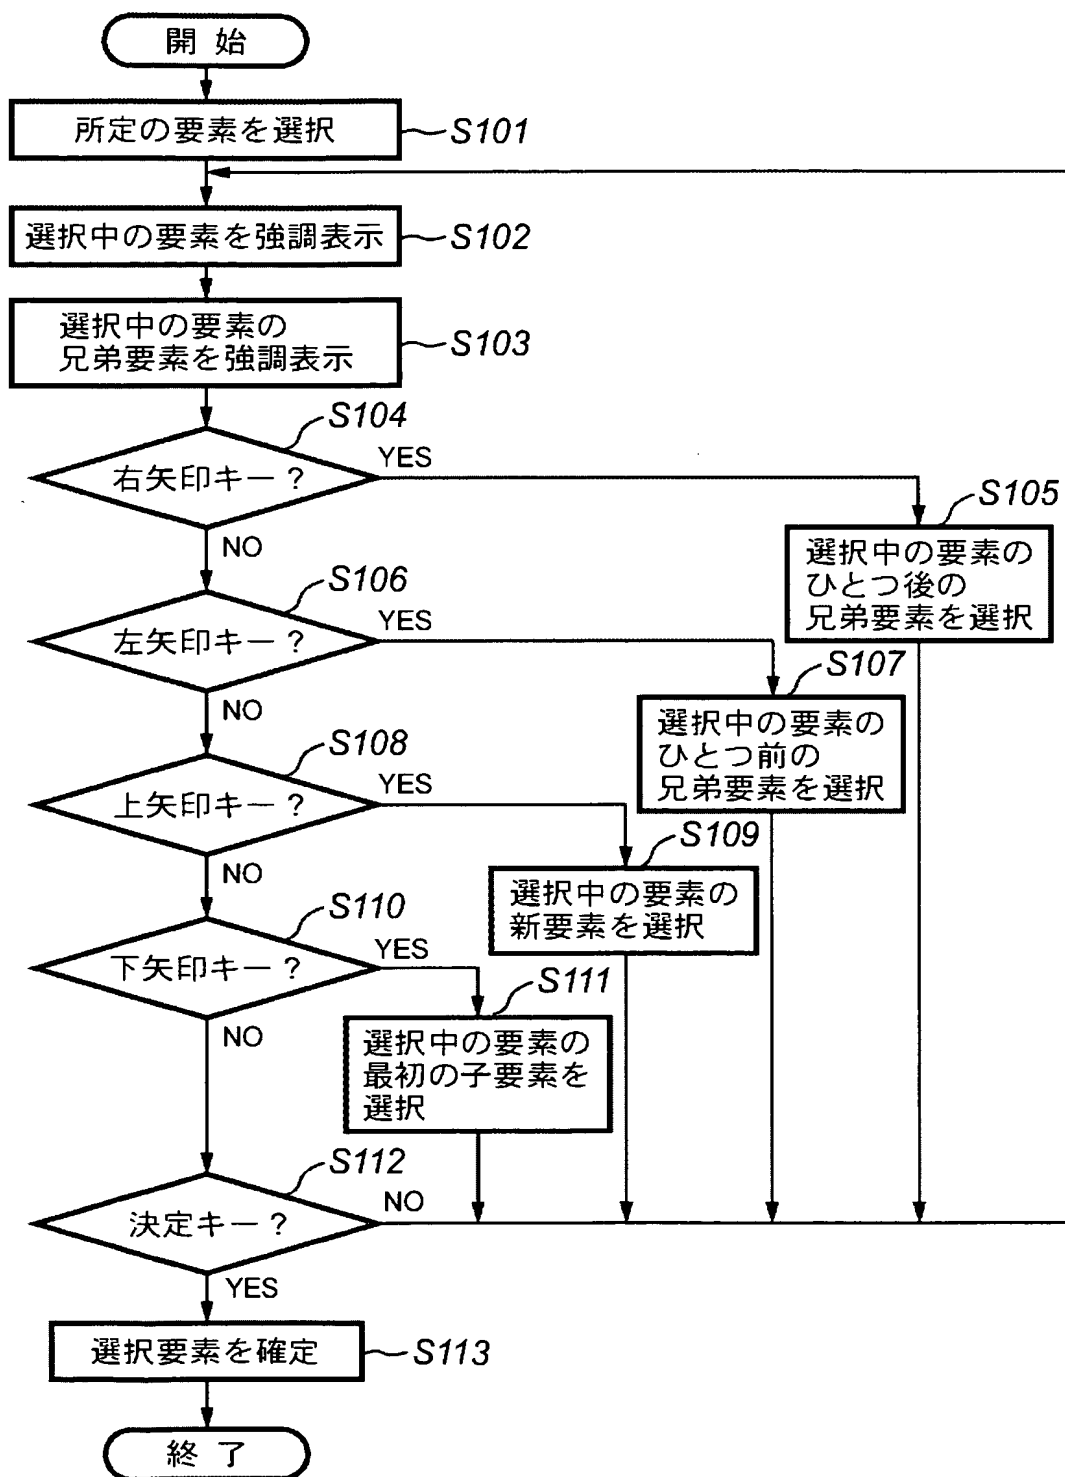 開始
所定の要素を選択
S101
選択中の要素を強調表示
S102
選択中の要素の
兄弟要素を強調表示
S103
S104
右矢印キー？
YES
NO
S105
選択中の要素の
ひとつ後の
兄弟要素を選択
S106
左矢印キー？
YES
NO
S107
選択中の要素の
ひとつ前の
兄弟要素を選択
S108
上矢印キー？
YES
NO
S109
選択中の要素の
新要素を選択
S110
下矢印キー？
YES
NO
S111
選択中の要素の
最初の子要素を
選択
S112
決定キー？
NO
YES
選択要素を確定
S113
終了